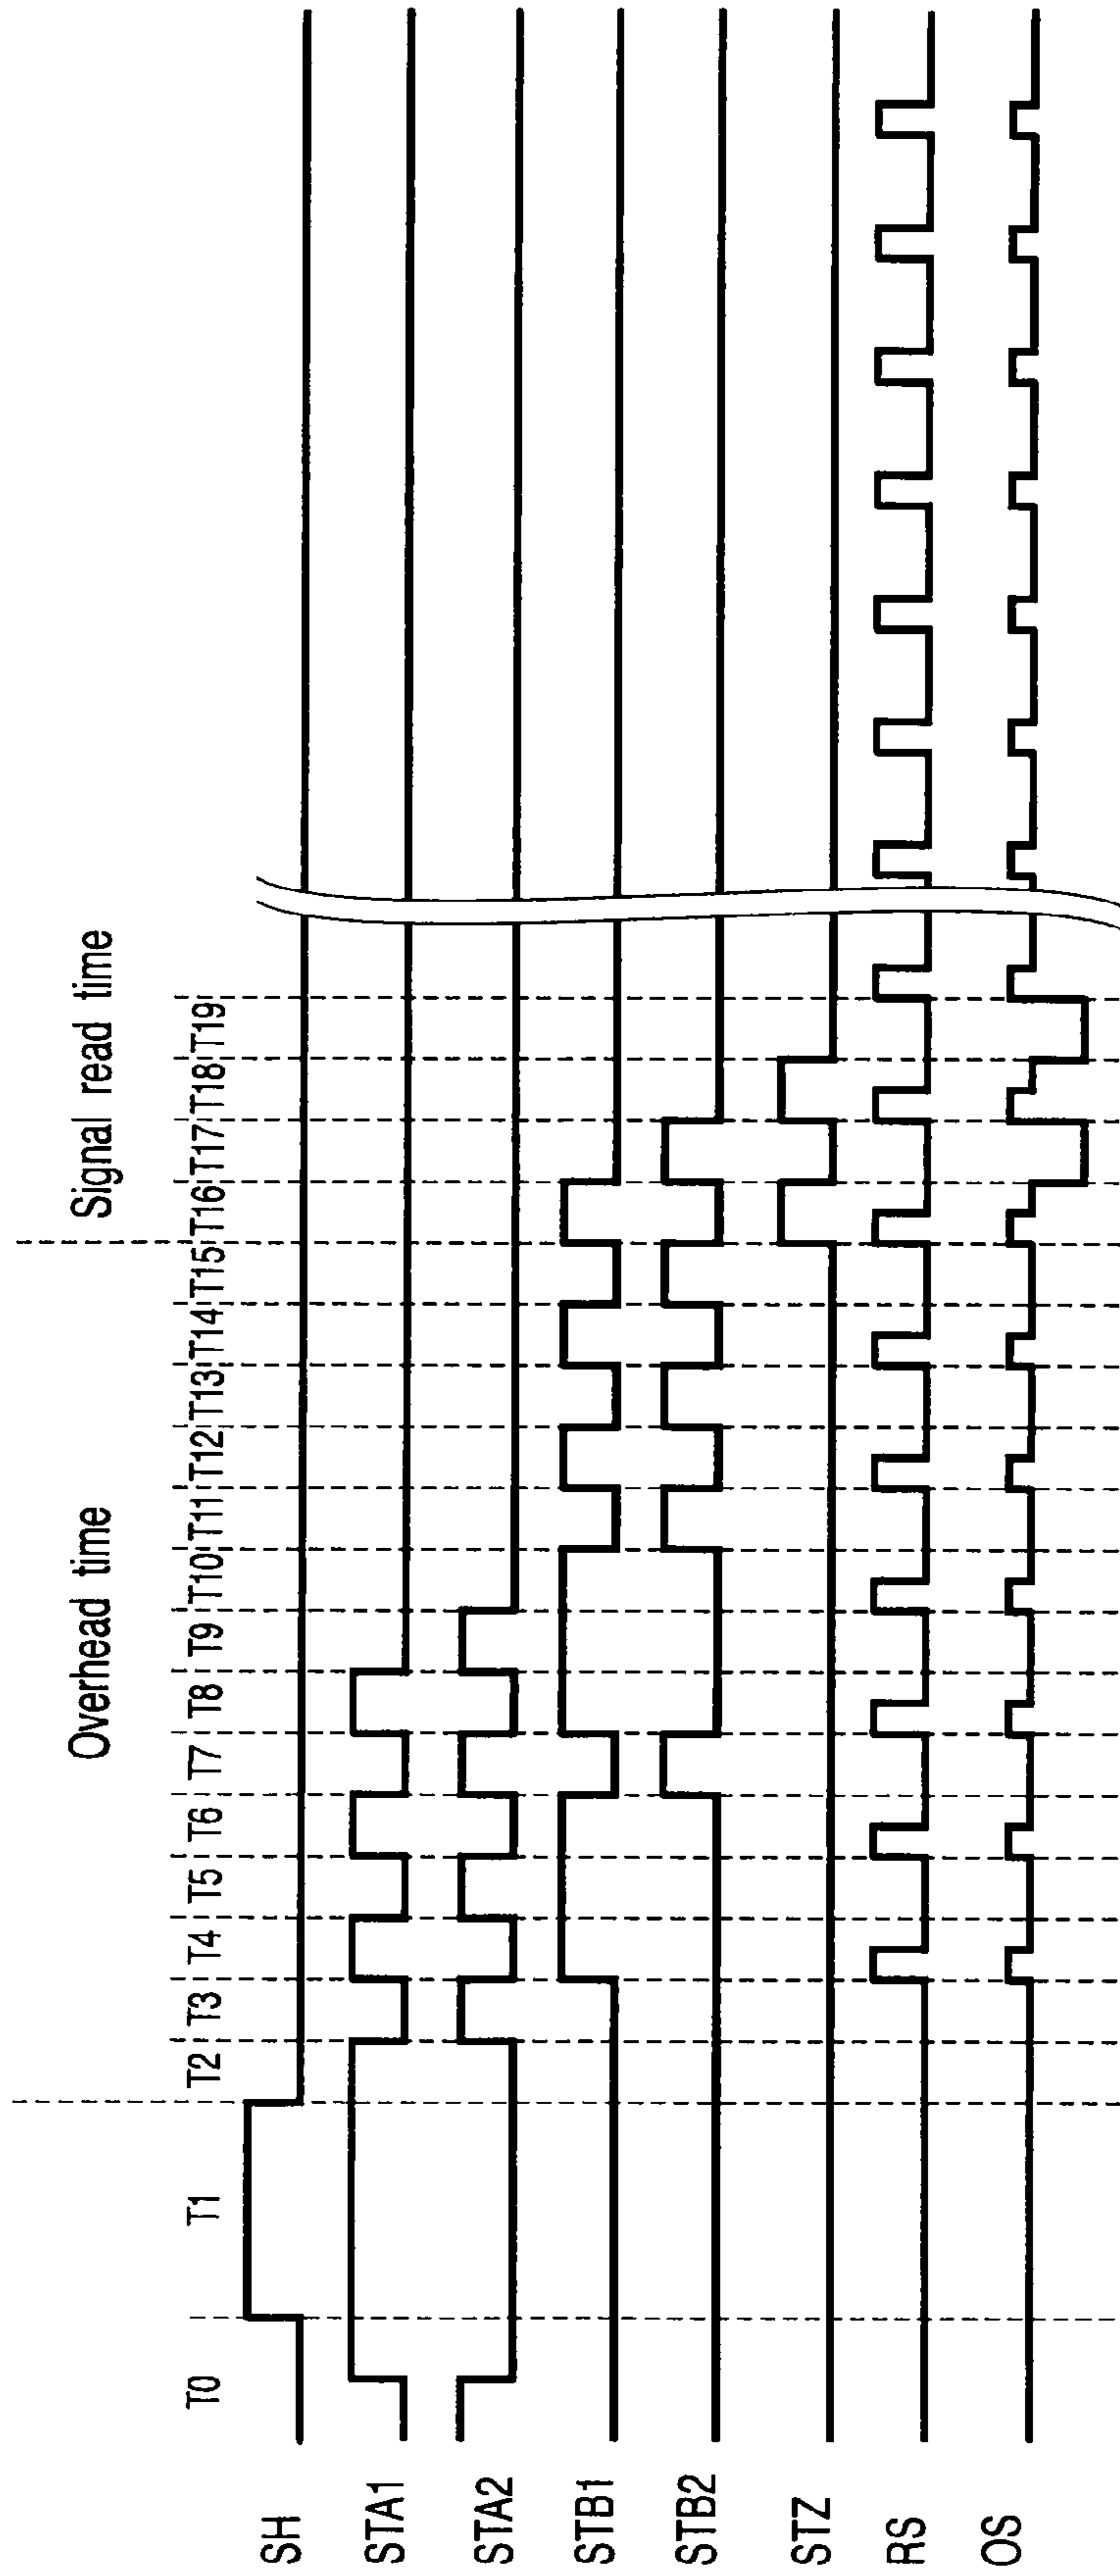 Overhead time
Signal read time
T0
T1
T2
T3
T4
T5
T6
T7
T8
T9
T10
T11
T12
T13
T14
T15
T16
T17
T18
T19
SH
STA1
STA2
STB1
STB2
STZ
RS
OS